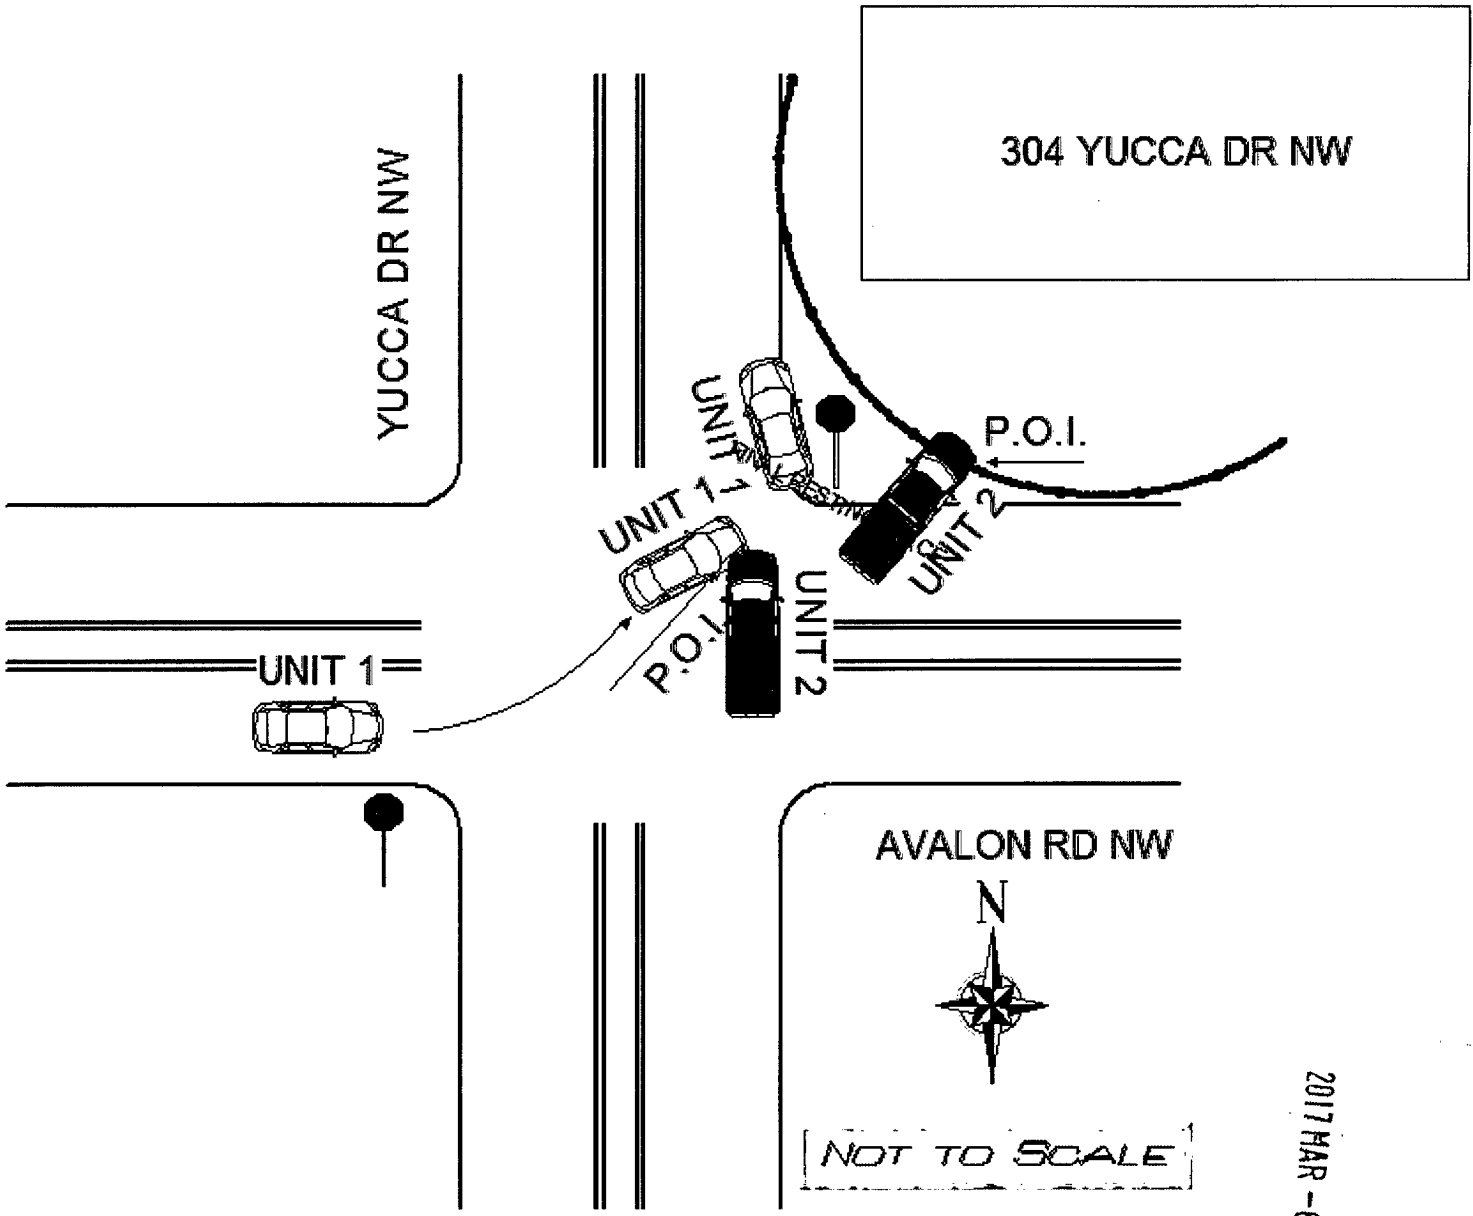 304 YUCCA DR NW
YUCCA DR NW
P.O.I.
UNIT 1
UNIT 1
UNIT 2
UNIT 1
P.O.I.
UNIT 2
AVALON RD NW
N
NOT TO SCALE
2017 MAR -